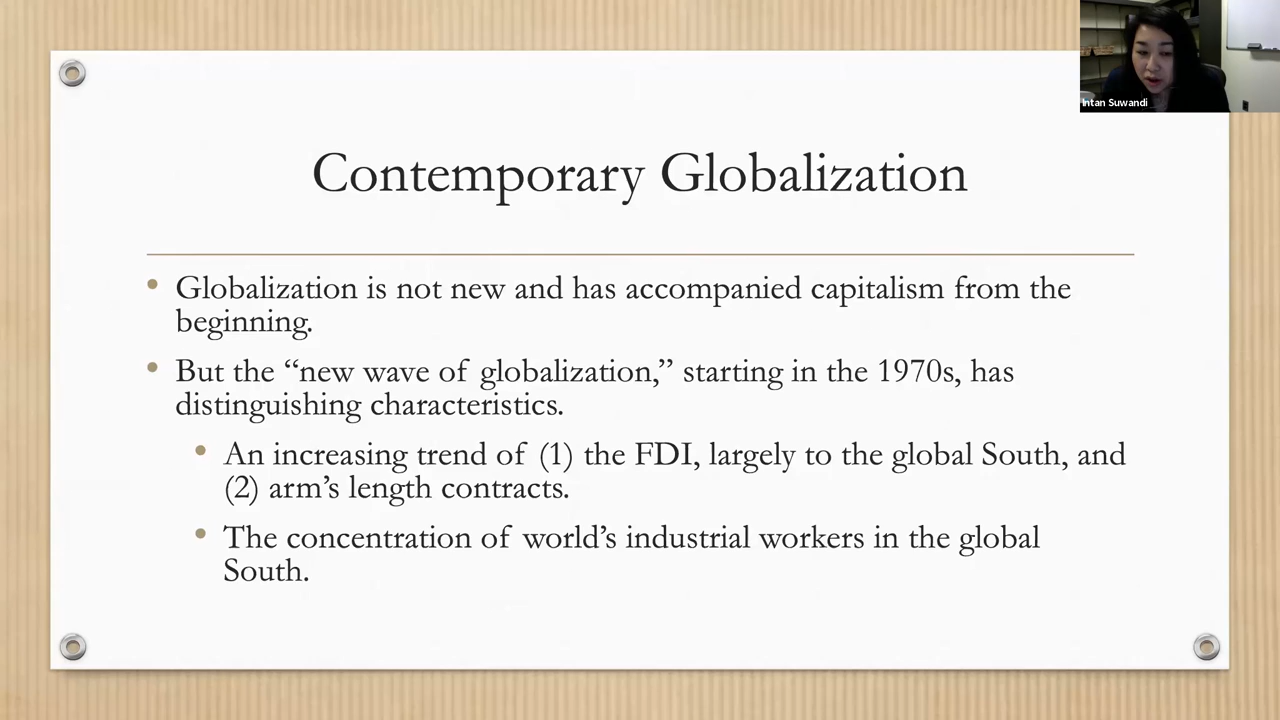 Intan Suwandi
Contemporary Globalization
• Globalization is not new and has accompanied capitalism from the
beginning.
• But the “new wave of globalization,” starting in the 1970s, has
distinguishing characteristics.
• An increasing trend of (1) the FDI, largely to the global South, and
(2) arm’s length contracts.
• The concentration of world’s industrial workers in the global
South.